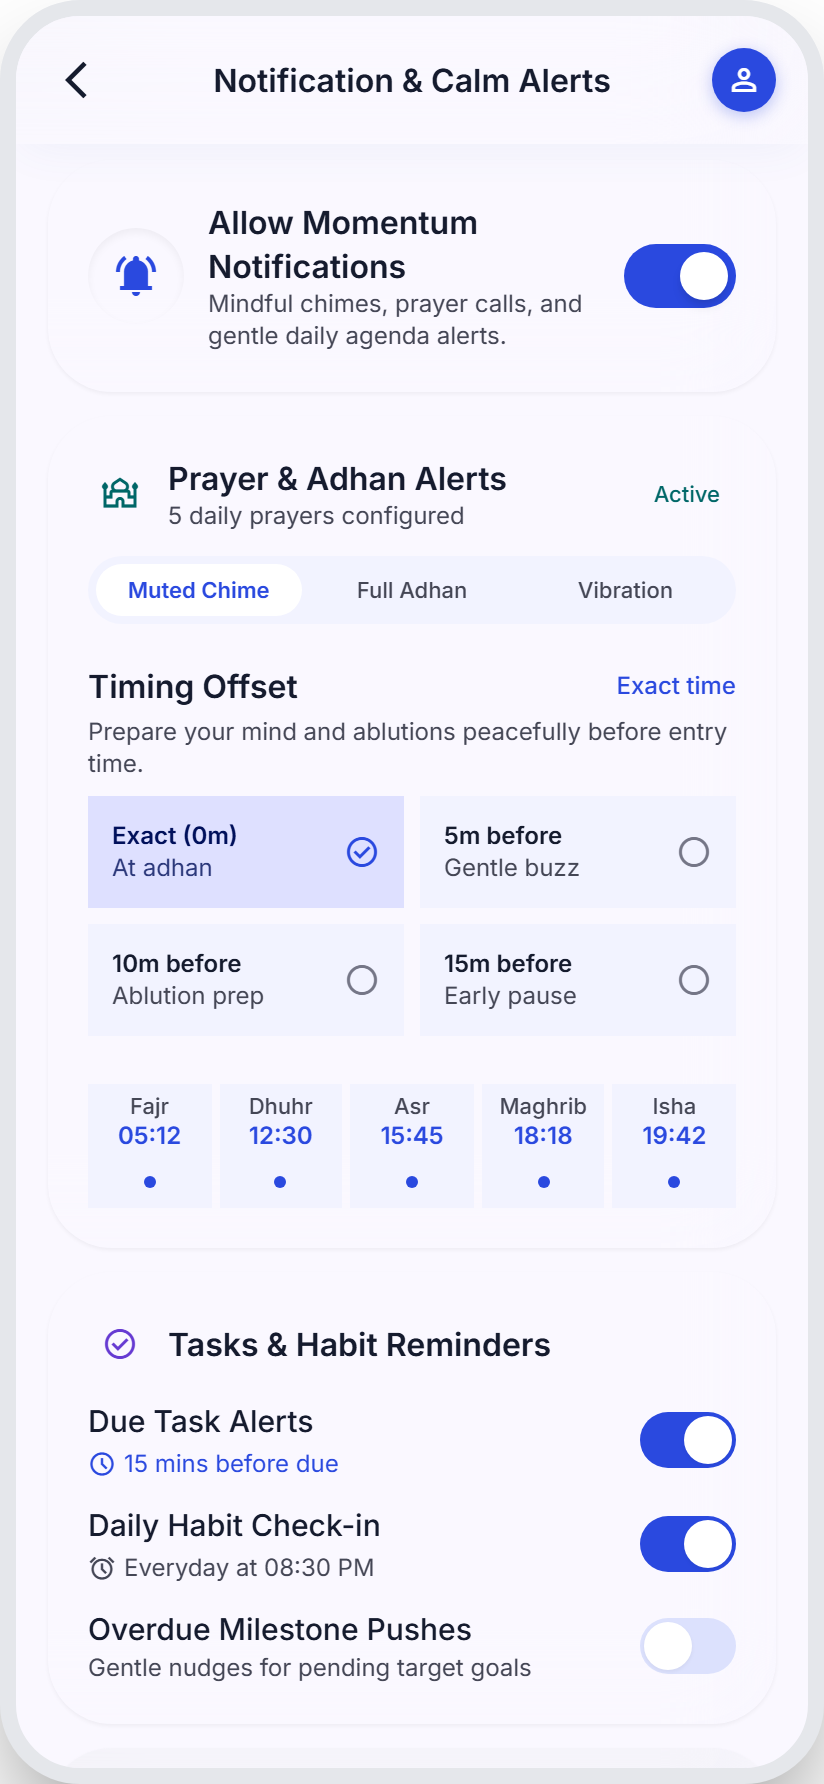 Notification & Calm Alerts
Allow Momentum
Notifications
Mindful chimes, prayer calls, and
gentle daily agenda alerts.
Prayer & Adhan Alerts
5 daily prayers configured
Active
Muted Chime
Full Adhan
Vibration
Timing Offset
Exact time
Prepare your mind and ablutions peacefully before entry
time.
Exact (0m)
At adhan
5m before
Gentle buzz
10m before
Ablution prep
15m before
Early pause
Fajr
05:12
Dhuhr
12:30
Asr
15:45
Maghrib
18:18
Isha
19:42
Tasks & Habit Reminders
Due Task Alerts
15 mins before due
Daily Habit Check-in
Everyday at 08:30 PM
Overdue Milestone Pushes
Gentle nudges for pending target goals